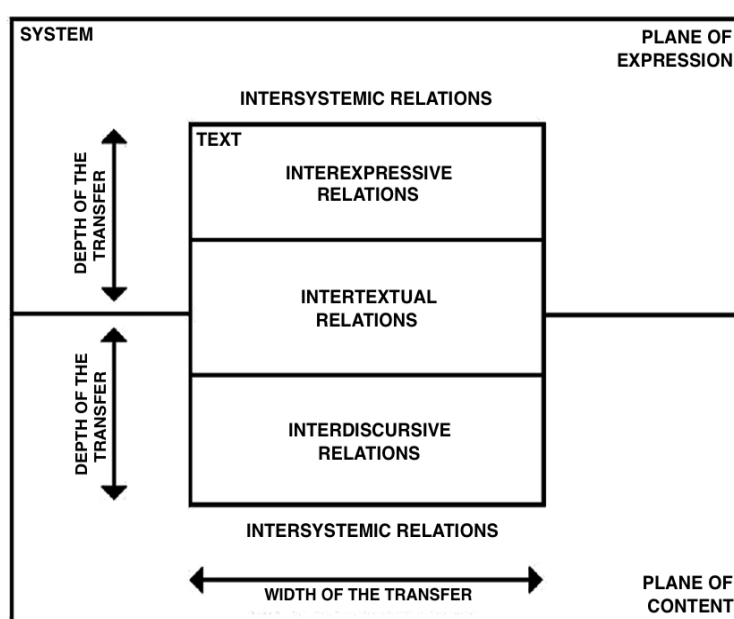 SYSTEM
PLANE OF
EXPRESSION
INTERSYSTEMIC RELATIONS
TEXT
INTEREXPRESSIVE
RELATIONS
DEPTH OF THE
TRANSFER
INTERTEXTUAL
RELATIONS
DEPTH OF THE
TRANSFER
INTERDISCURSIVE
RELATIONS
INTERSYSTEMIC RELATIONS
WIDTH OF THE TRANSFER
PLANE OF
CONTENT